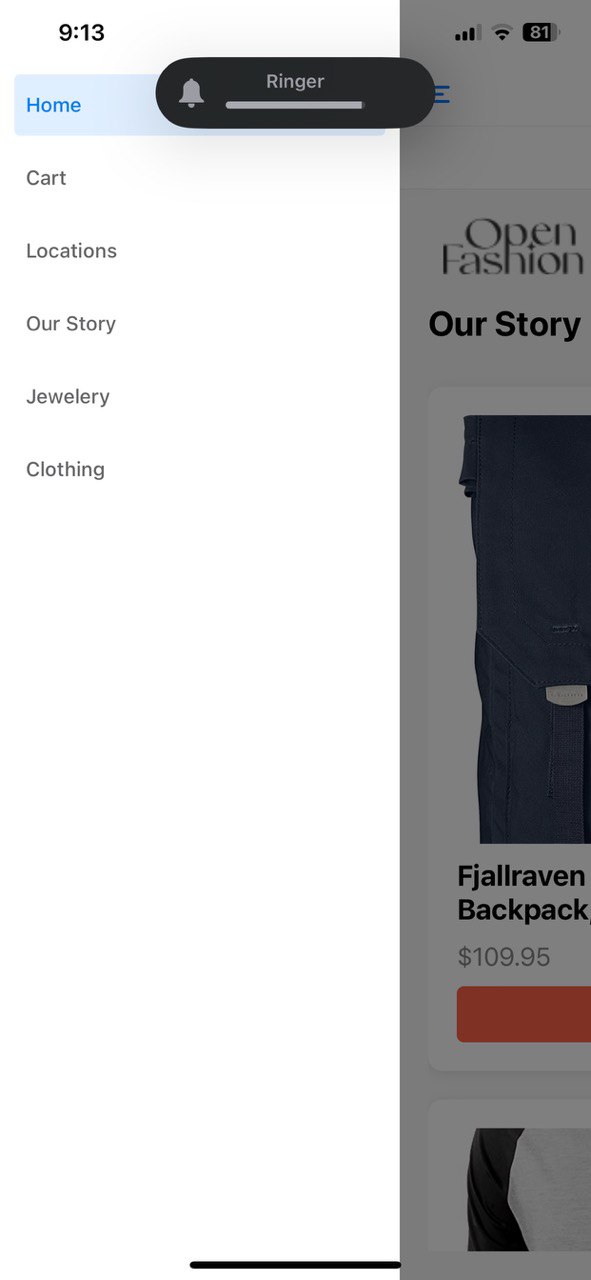 9:13
81
Ringer
Home
Cart
Locations
Our Story
Jewelery
Clothing
Open
Fashion
Our Story
Fjallraven
Backpack,
$109.95